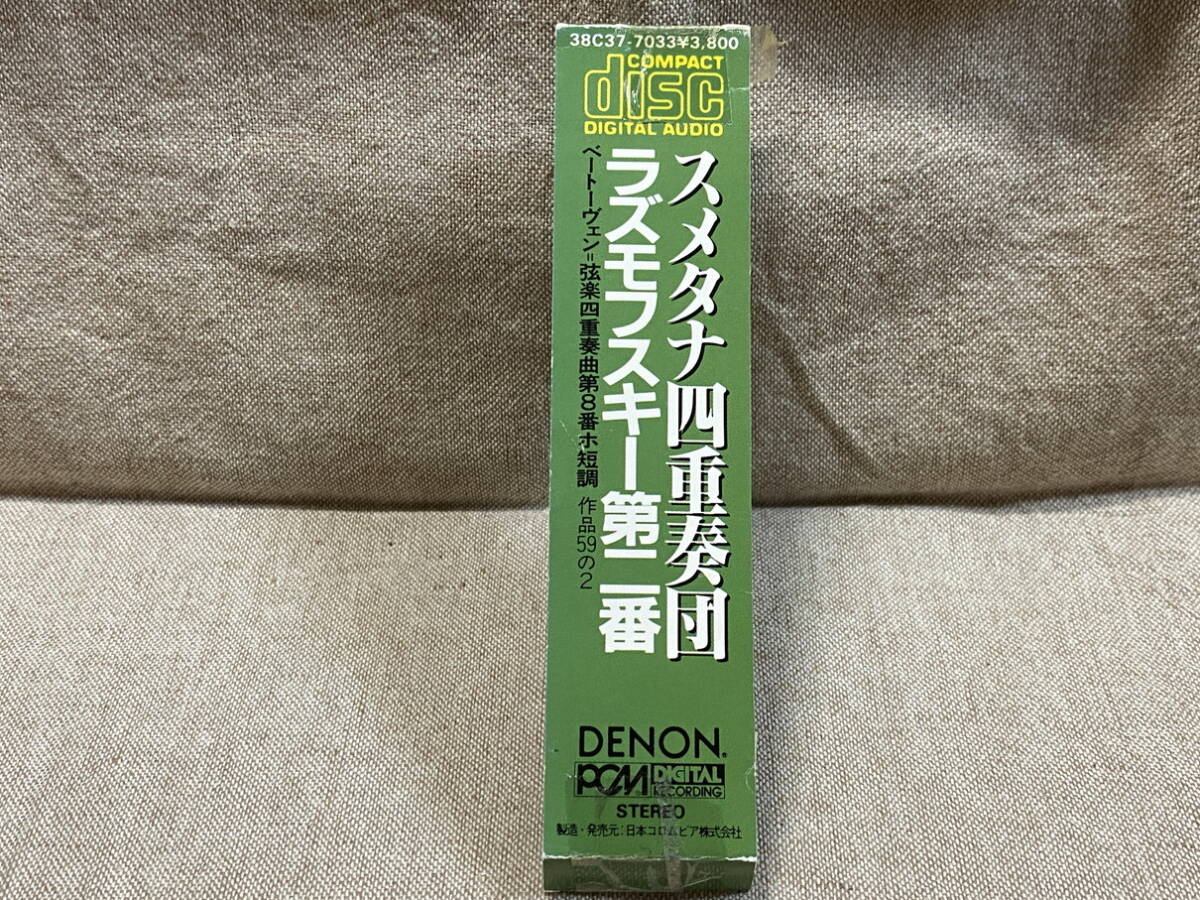 38C37-7033¥3,800
COMPACT
disc
DIGITAL AUDIO
スメタナ四重奏団
ラズモフスキー第二番
ベートーヴェン=弦楽四重奏曲第8番ホ短調 作品59の2
DENON
PCM DIGITAL
RECORDING
STEREO
製造・発売元:日本コロムビア株式会社